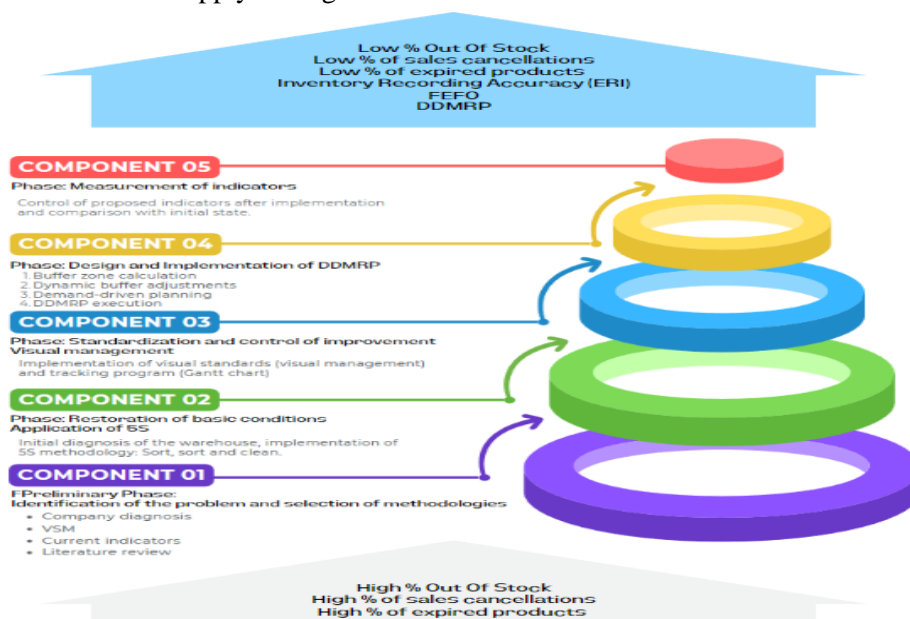 Low % Out Of Stock
Low % of sales cancellations
Low % of expired products
Inventory Recording Accuracy (ERI)
FEFO
DDMRP
COMPONENT 05
Phase: Measurement of indicators
Control of proposed indicators after implementation
and comparison with initial state.
COMPONENT 04
Phase: Design and Implementation of DDMRP
1. Buffer zone calculation
2. Dynamic buffer adjustments
3. Demand-driven planning
4. DDMRP execution
COMPONENT 03
Phase: Standardization and control of improvement
Visual management
Implementation of visual standards (visual management)
and tracking program (Gantt chart)
COMPONENT 02
Phase: Restoration of basic conditions
Application of 5S
Initial diagnosis of the warehouse, implementation of
5S methodology: Sort, sort and clean.
COMPONENT 01
FPreliminary Phase:
Identification of the problem and selection of methodologies
• Company diagnosis
• VSM
• Current indicators
• Literature review
High % Out Of Stock
High % of sales cancellations
High % of expired products